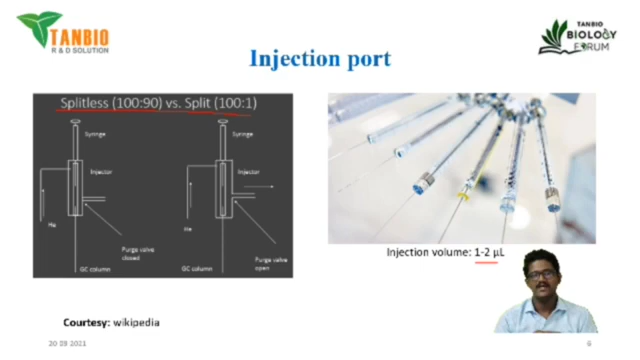 TANBIO
R & D SOLUTION
TANBIO
BIOLOGY
FORUM
Injection port
Splitless (100:90) vs. Split (100:1)
Syringe
Syringe
Injector
Injector
He
He
Purge valve
closed
Purge valve
open
GC column
GC column
Injection volume: 1-2 µL
Courtesy: wikipedia
20 09 2021
6